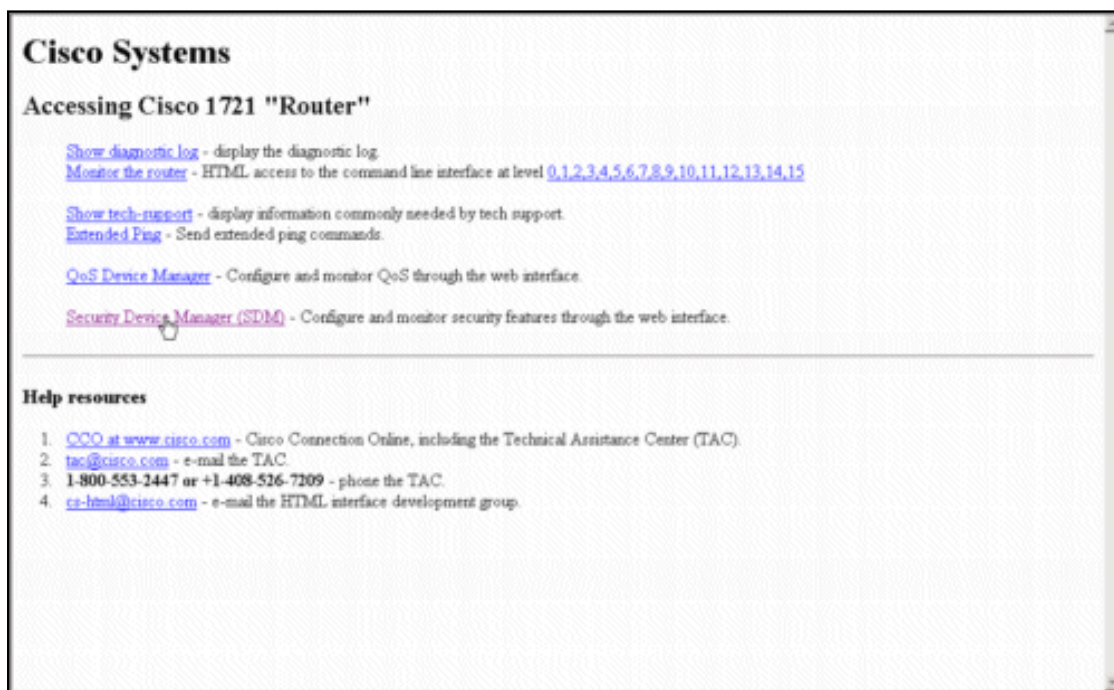 Cisco Systems
Accessing Cisco 1721 "Router"
Show diagnostic log - display the diagnostic log.
Monitor the router - HTML access to the command line interface at level 0,1,2,3,4,5,6,7,8,9,10,11,12,13,14,15
Show tech-support - display information commonly needed by tech support.
Extended Ping - Send extended ping commands.
QoS Device Manager - Configure and monitor QoS through the web interface.
Security Device Manager (SDM) - Configure and monitor security features through the web interface.
Help resources
1. CCO at www.cisco.com - Cisco Connection Online, including the Technical Assistance Center (TAC).
2. tac@cisco.com - e-mail the TAC.
3. 1-800-553-2447 or +1-408-526-7209 - phone the TAC.
4. cs-html@cisco.com - e-mail the HTML interface development group.